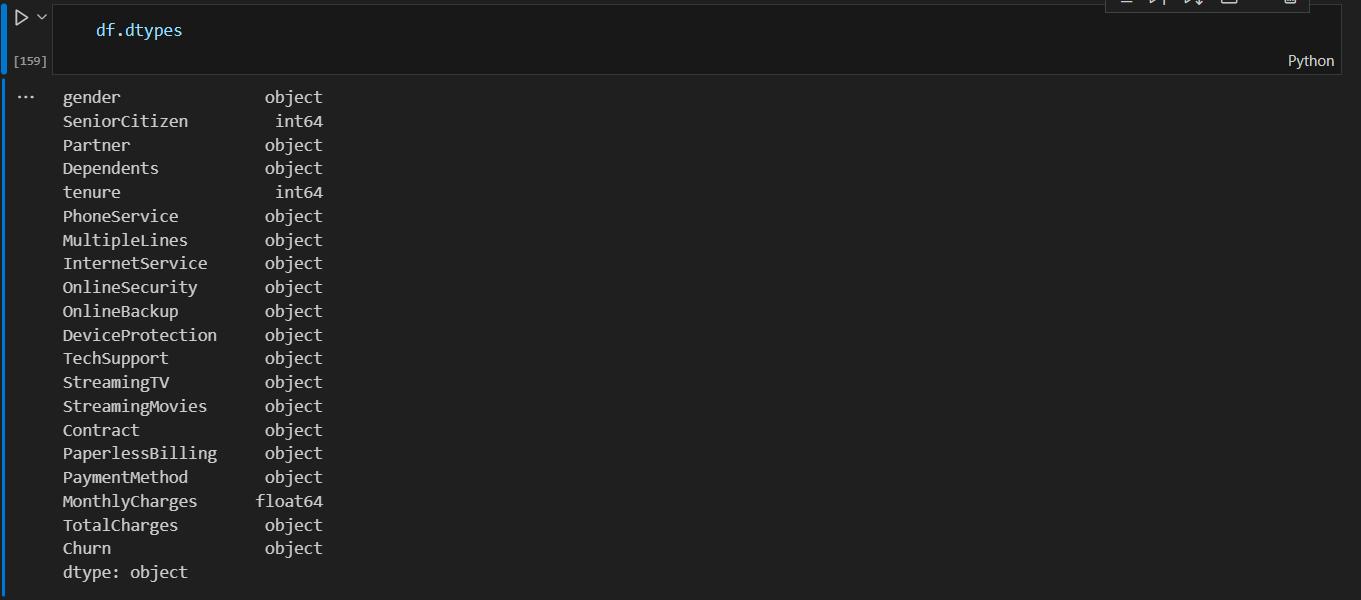 df.dtypes
[159]
Python
... gender object
SeniorCitizen int64
Partner object
Dependents object
tenure int64
PhoneService object
MultipleLines object
InternetService object
OnlineSecurity object
OnlineBackup object
DeviceProtection object
TechSupport object
StreamingTV object
StreamingMovies object
Contract object
PaperlessBilling object
PaymentMethod object
MonthlyCharges float64
TotalCharges object
Churn object
dtype: object